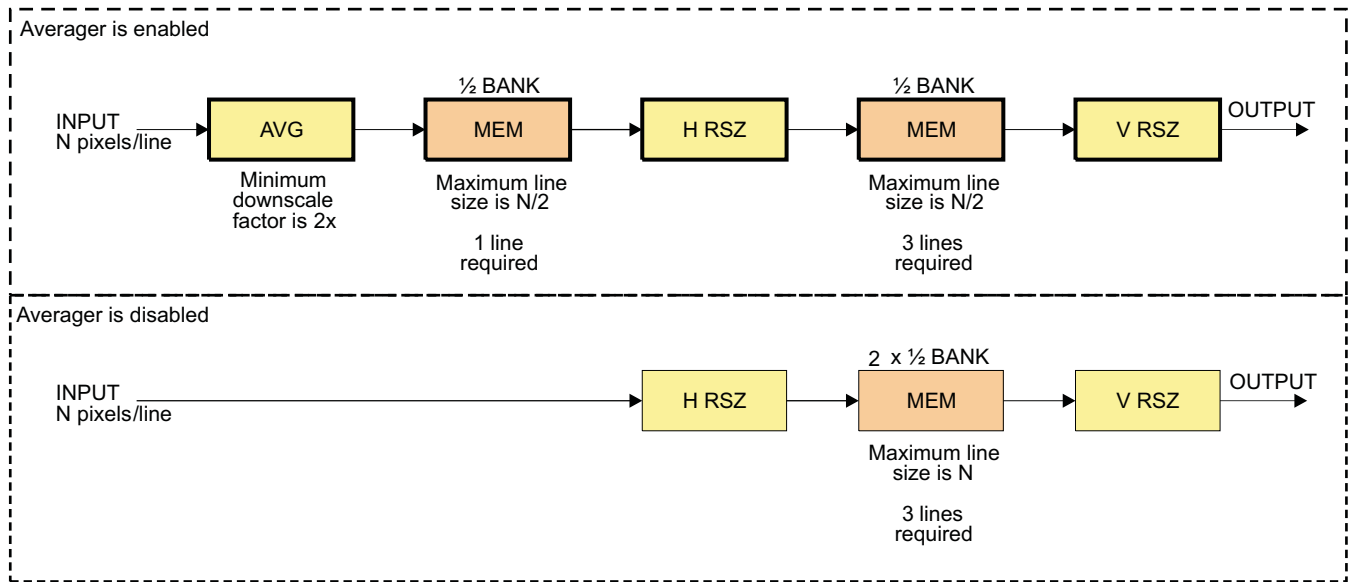 Averager is enabled
½ BANK
½ BANK
INPUT
N pixels/line
AVG
MEM
H RSZ
MEM
V RSZ
OUTPUT
Minimum
downscale
factor is 2x
Maximum line
size is N/2
1 line
required
Maximum line
size is N/2
3 lines
required
Averager is disabled
2 x ½ BANK
INPUT
N pixels/line
H RSZ
MEM
V RSZ
OUTPUT
Maximum line
size is N
3 lines
required